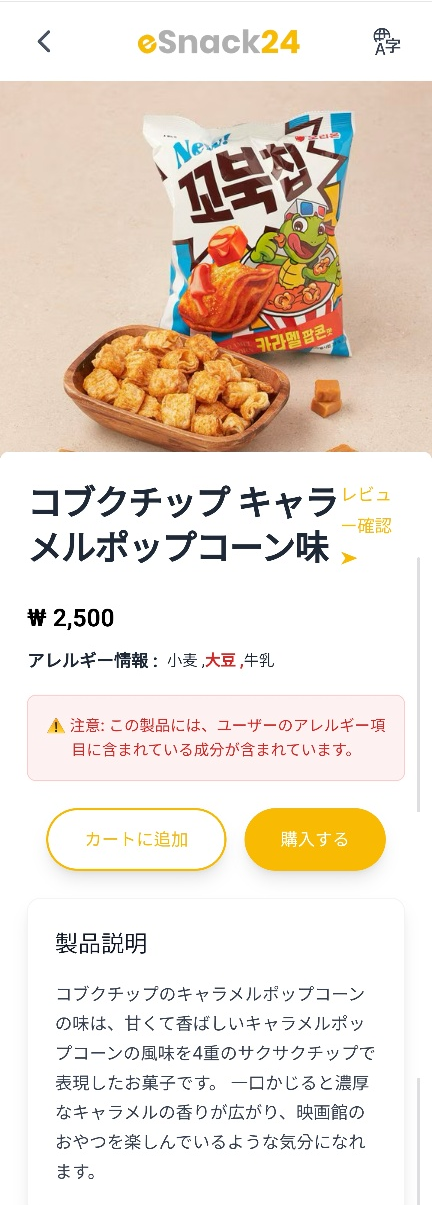 eSnack24
A字
New!
오리온
꼬북칩
카라멜 팝콘맛
コブクチップ キャラ
メルポップコーン味
レビュ
ー確認
➤
₩ 2,500
アレルギー情報 : 小麦 ,大豆 ,牛乳
⚠️ 注意: この製品には、ユーザーのアレルギー項
目に含まれている成分が含まれています。
カートに追加
購入する
製品説明
コブクチップのキャラメルポップコーン
の味は、甘くて香ばしいキャラメルポッ
プコーンの風味を4重のサクサクチップで
表現したお菓子です。 一口かじると濃厚
なキャラメルの香りが広がり、映画館の
おやつを楽しんでいるような気分になれ
ます。